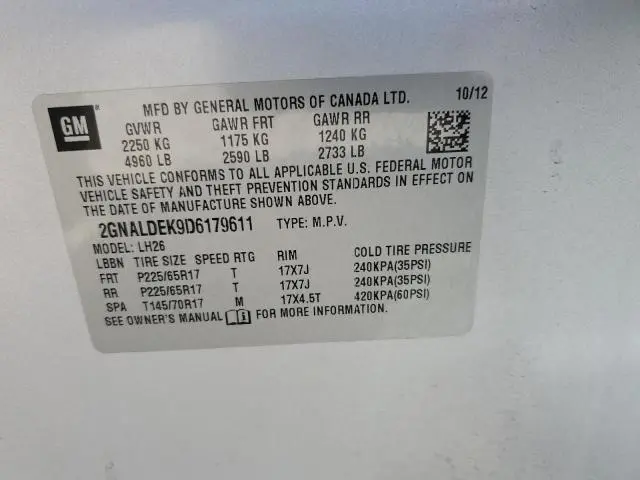 GM ® MFD BY GENERAL MOTORS OF CANADA LTD. 10/12
GVWR GAWR FRT GAWR RR
2250 KG 1175 KG 1240 KG
4960 LB 2590 LB 2733 LB
THIS VEHICLE CONFORMS TO ALL APPLICABLE U.S. FEDERAL MOTOR
VEHICLE SAFETY AND THEFT PREVENTION STANDARDS IN EFFECT ON
THE DATE OF MANUFACTURE SHOWN ABOVE.
2GNALDEK9D6179611 TYPE: M.P.V.
MODEL: LH26
LBBN TIRE SIZE SPEED RTG RIM COLD TIRE PRESSURE
FRT P225/65R17 T 17X7J 240KPA(35PSI)
RR P225/65R17 T 17X7J 240KPA(35PSI)
SPA T145/70R17 M 17X4.5T 420KPA(60PSI)
SEE OWNER'S MANUAL FOR MORE INFORMATION.